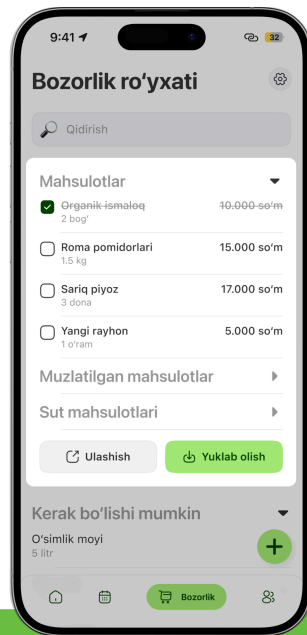 9:41
32
Bozorlik ro‘yxati
Qidirish
Mahsulotlar
Organik ismaloq 10.000 so‘m
2 bog‘
Roma pomidorlari 15.000 so‘m
1.5 kg
Sariq piyoz 17.000 so‘m
3 dona
Yangi rayhon 5.000 so‘m
1 o‘ram
Muzlatilgan mahsulotlar
Sut mahsulotlari
Ulashish Yuklab olish
Kerak bo‘lishi mumkin
O‘simlik moyi
5 litr
Bozorlik